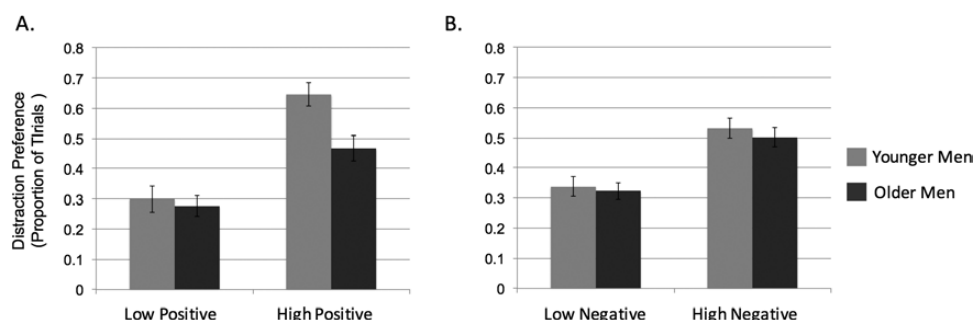 A.
B.
Distraction Preference
(Proportion of TIrials )
0.8
0.7
0.6
0.5
0.4
0.3
0.2
0.1
0
Low Positive
High Positive
0.8
0.7
0.6
0.5
0.4
0.3
0.2
0.1
0
Low Negative
High Negative
Younger Men
Older Men